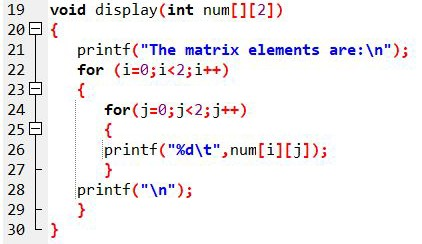 19 void display(int num[][2])
20 {
21 printf("The matrix elements are:\n");
22 for (i=0;i<2;i++)
23 {
24 for(j=0;j<2;j++)
25 {
26 printf("%d\t",num[i][j]);
27 }
28 printf("\n");
29 }
30 }